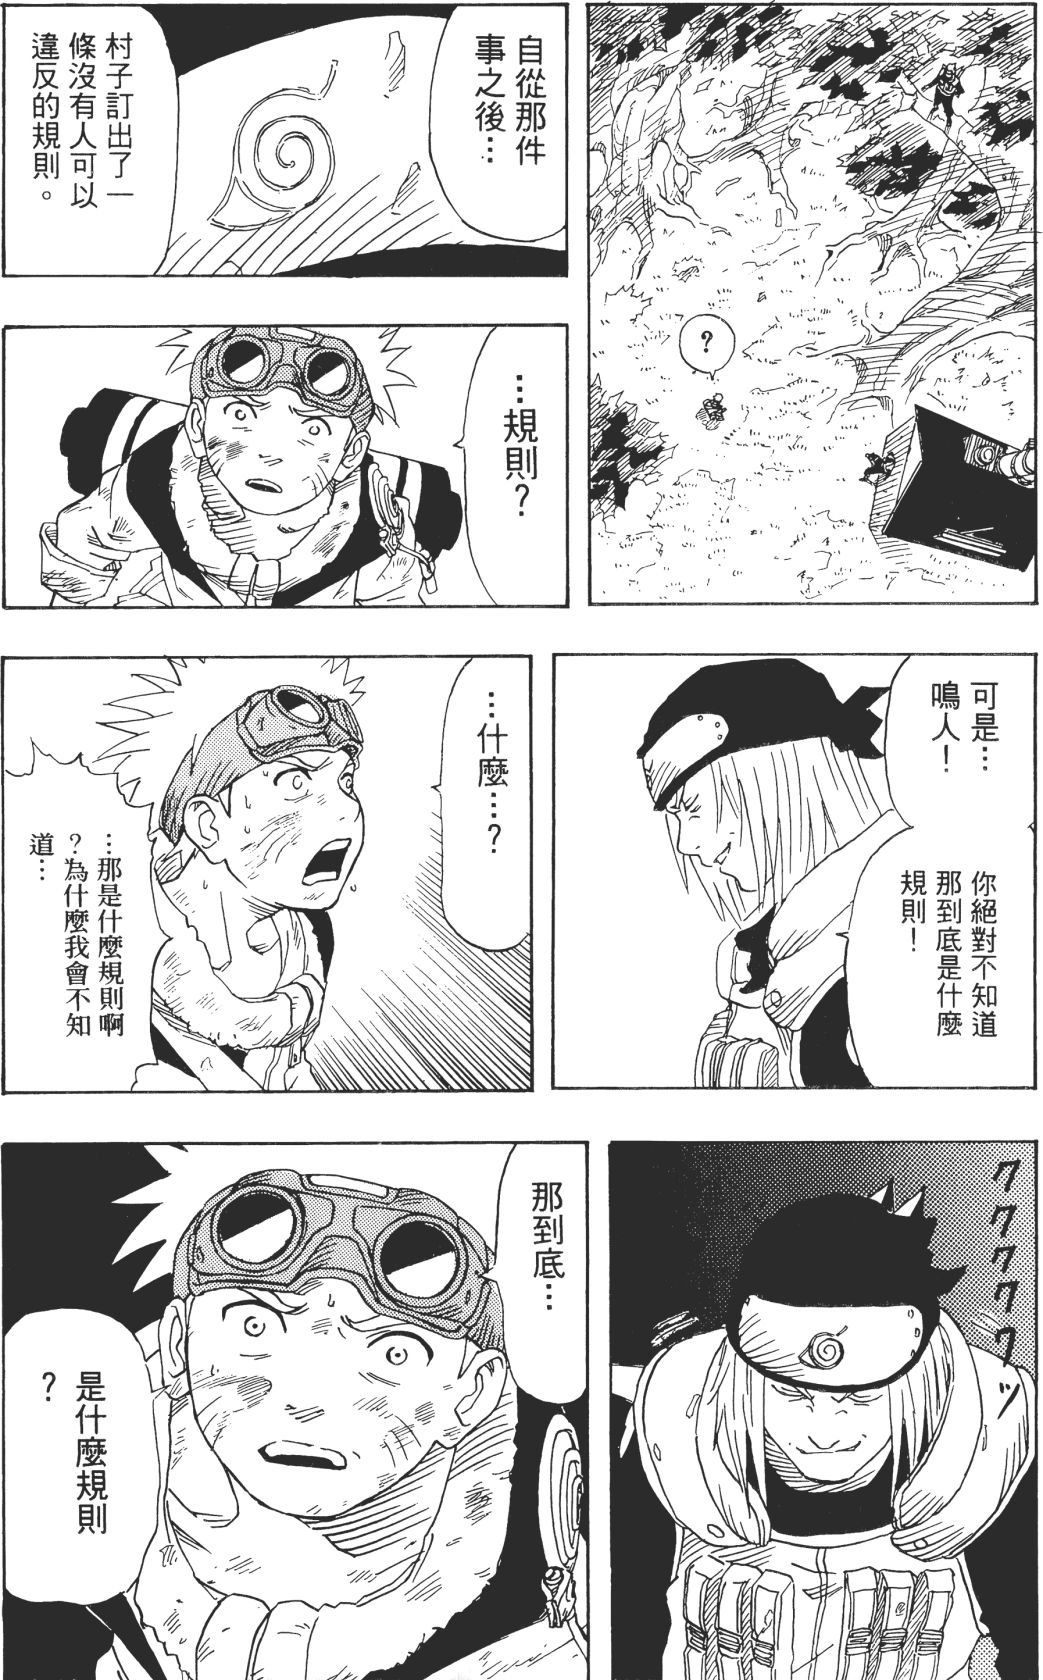 ？
自從那件
事之後…
村子訂出了一
條沒有人可以
違反的規則。
…規則？
可是…
鳴人！
你絕對不知道
那到底是什麼
規則！
…什麼…？
…那是什麼規則啊
？為什麼我會不知
道…
ククククククッ
那到底…
是什麼規則
？